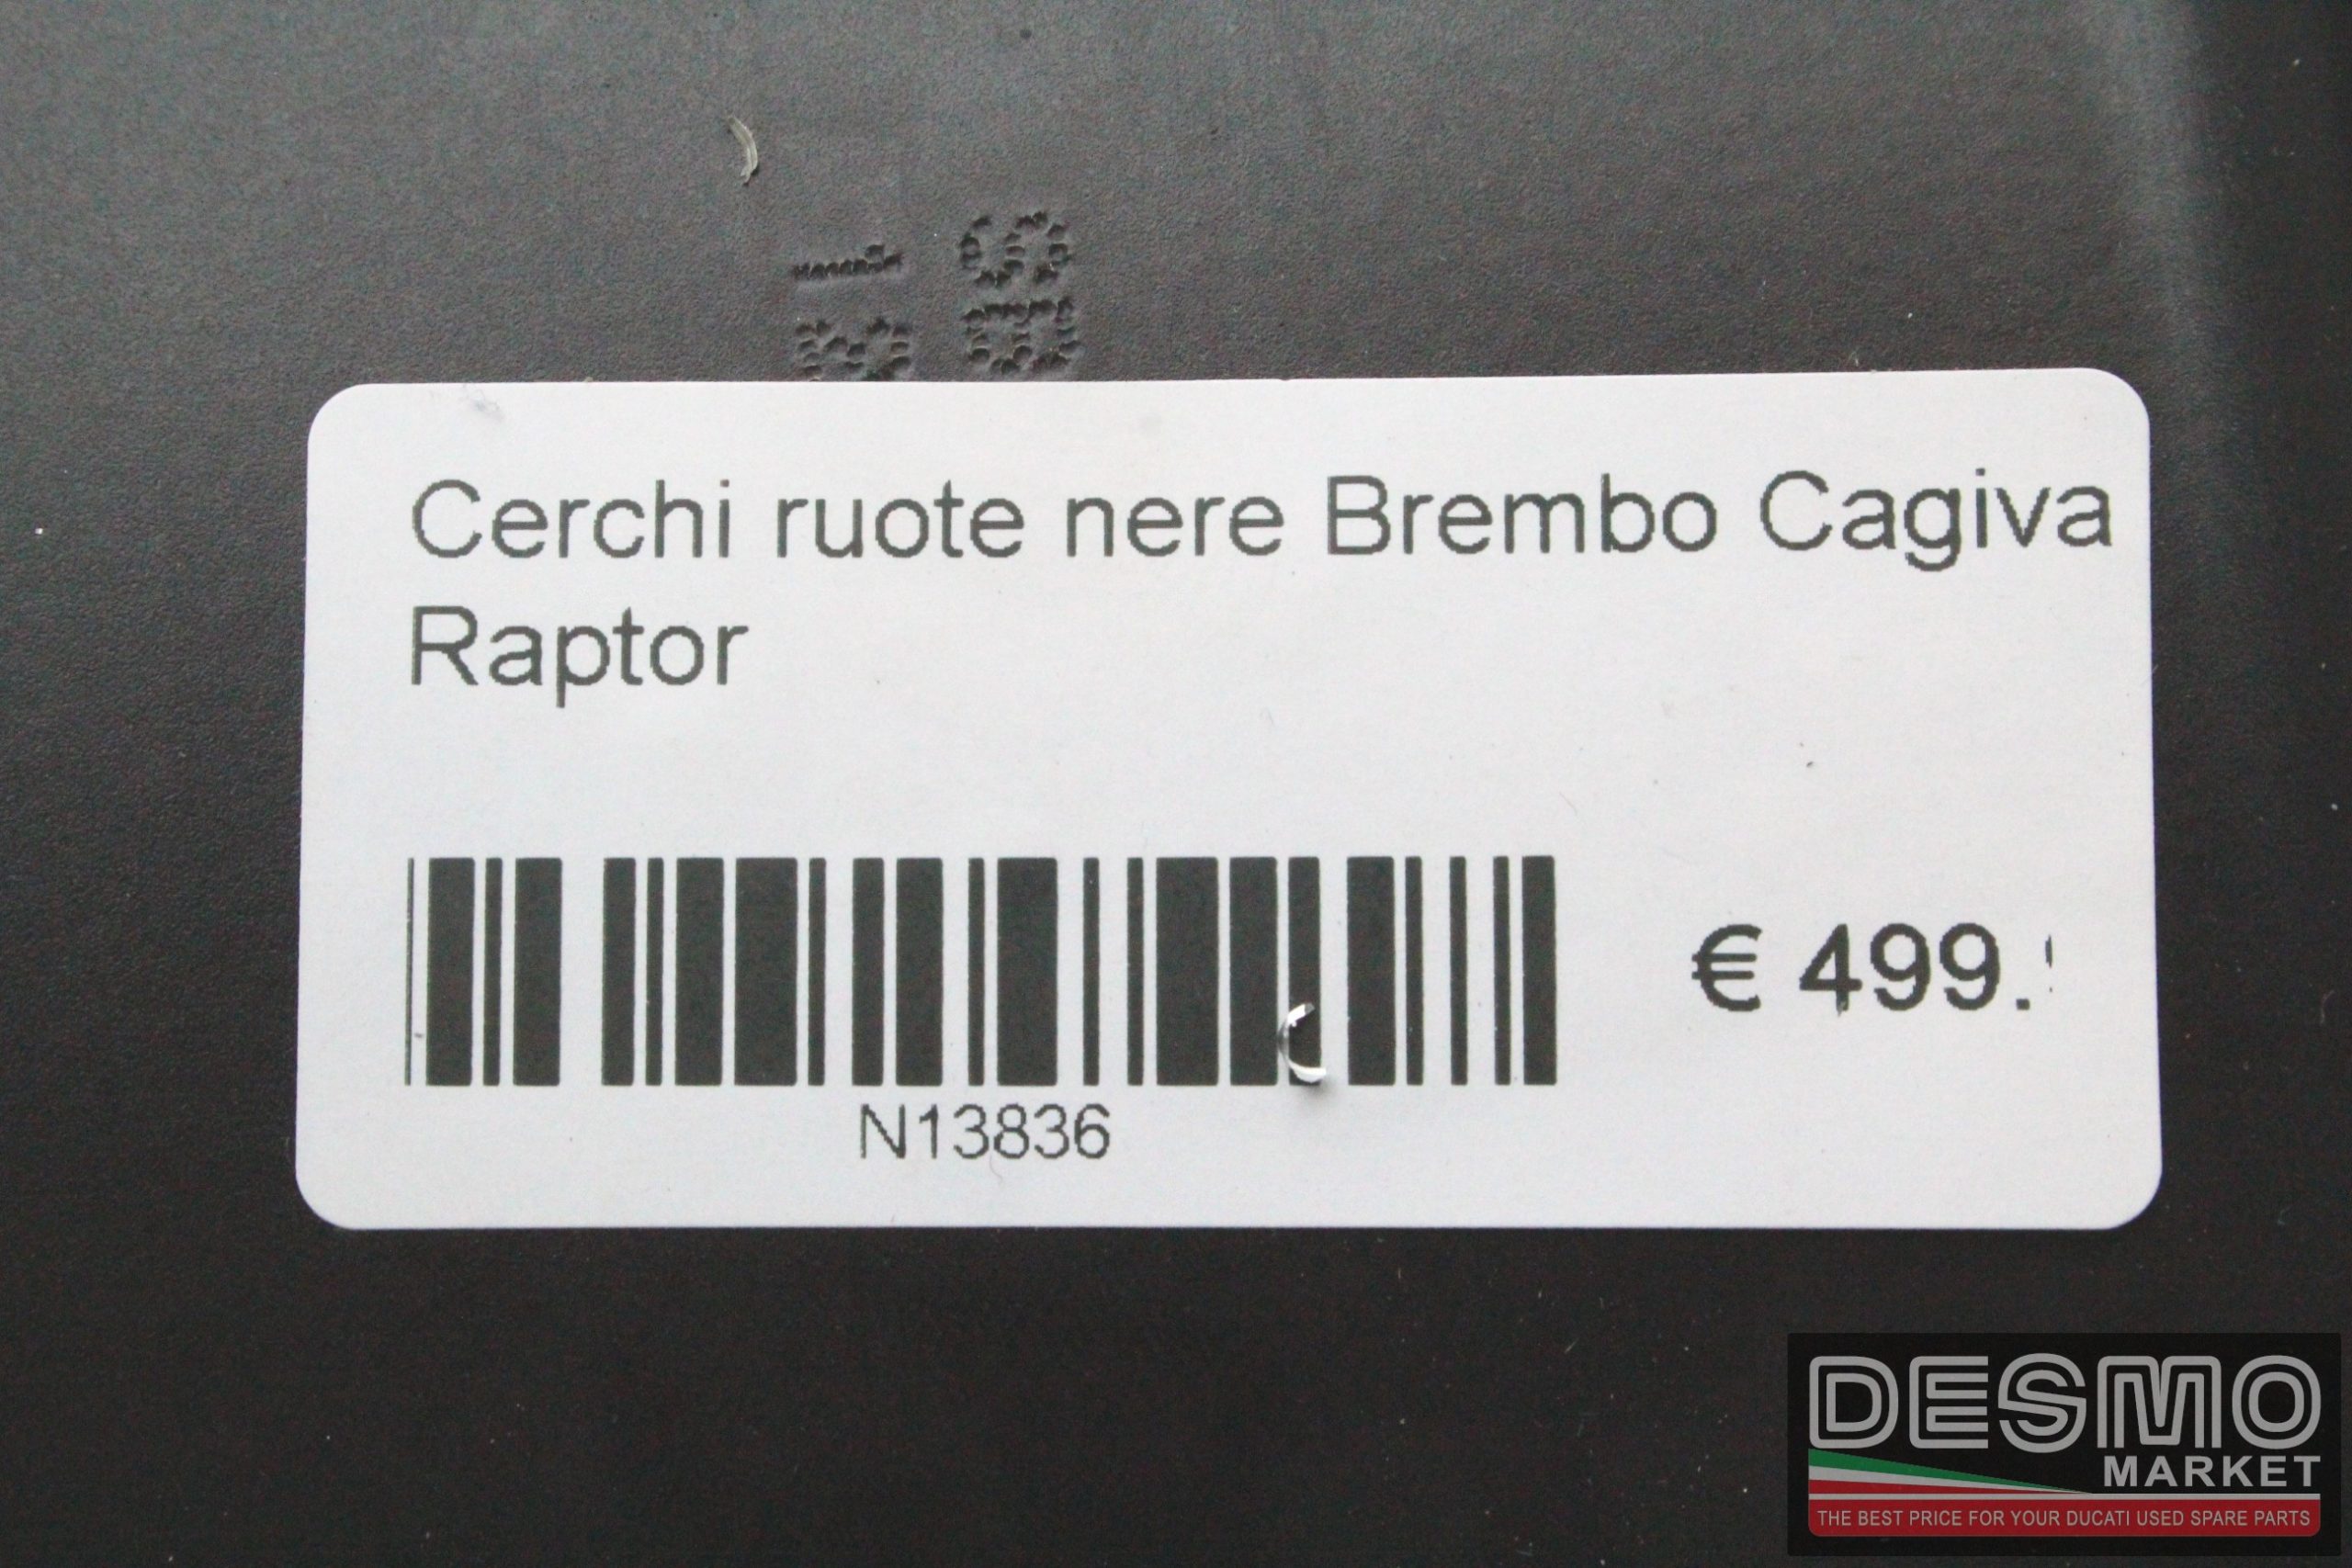 Cerchi ruote nere Brembo Cagiva
Raptor
€ 499.
N13836
DESMO
MARKET
THE BEST PRICE FOR YOUR DUCATI USED SPARE PARTS